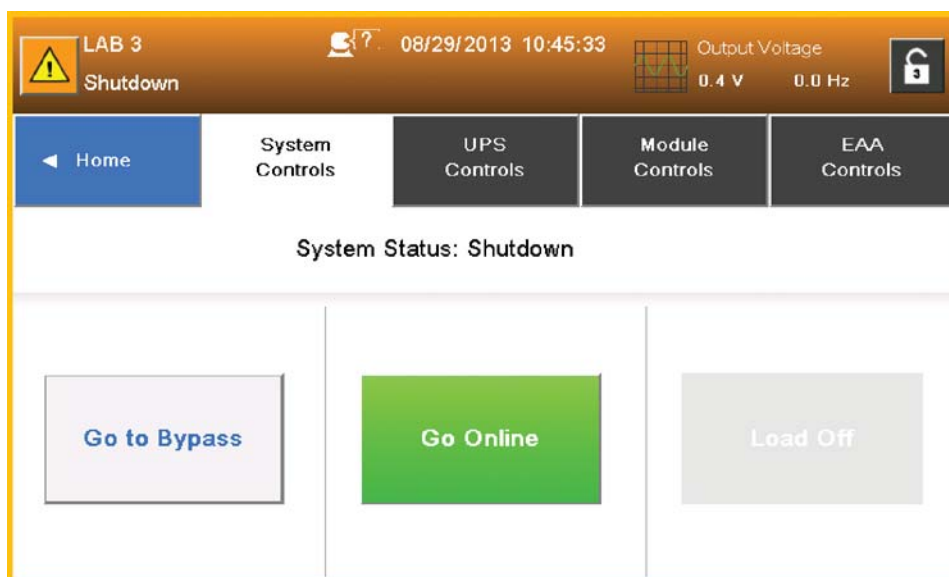 LAB 3
Shutdown
?
08/29/2013 10:45:33
Output Voltage
0.4 V 0.0 Hz
3
Home
System
Controls
UPS
Controls
Module
Controls
EAA
Controls
System Status: Shutdown
Go to Bypass
Go Online
Load Off